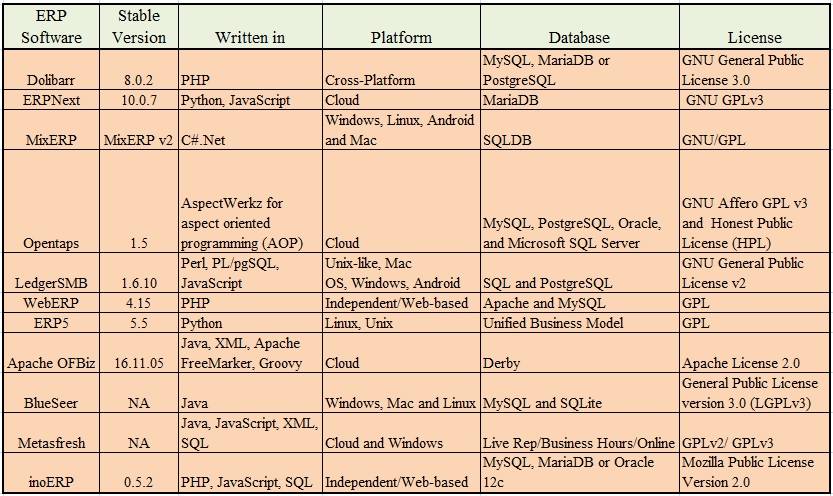 ERP Software | Stable Version | Written in | Platform | Database | License
Dolibarr | 8.0.2 | PHP | Cross-Platform | MySQL, MariaDB or PostgreSQL | GNU General Public License 3.0
ERPNext | 10.0.7 | Python, JavaScript | Cloud | MariaDB | GNU GPLv3
MixERP | MixERP v2 | C#.Net | Windows, Linux, Android and Mac | SQLDB | GNU/GPL
Opentaps | 1.5 | AspectWerkz for aspect oriented programming (AOP) | Cloud | MySQL, PostgreSQL, Oracle, and Microsoft SQL Server | GNU Affero GPL v3 and Honest Public License (HPL)
LedgerSMB | 1.6.10 | Perl, PL/pgSQL, JavaScript | Unix-like, Mac OS, Windows, Android | SQL and PostgreSQL | GNU General Public License v2
WebERP | 4.15 | PHP | Independent/Web-based | Apache and MySQL | GPL
ERP5 | 5.5 | Python | Linux, Unix | Unified Business Model | GPL
Apache OFBiz | 16.11.05 | Java, XML, Apache FreeMarker, Groovy | Cloud | Derby | Apache License 2.0
BlueSeer | NA | Java | Windows, Mac and Linux | MySQL and SQLite | General Public License version 3.0 (LGPLv3)
Metasfresh | NA | Java, JavaScript, XML, SQL | Cloud and Windows | Live Rep/Business Hours/Online | GPLv2/ GPLv3
inoERP | 0.5.2 | PHP, JavaScript, SQL | Independent/Web-based | MySQL, MariaDB or Oracle 12c | Mozilla Public License Version 2.0